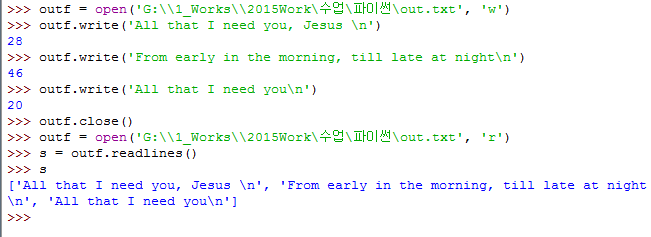 >>> outf = open('G:\\1_Works\\2015Work\수업\파이썬\out.txt', 'w')
>>> outf.write('All that I need you, Jesus \n')
28
>>> outf.write('From early in the morning, till late at night\n')
46
>>> outf.write('All that I need you\n')
20
>>> outf.close()
>>> outf = open('G:\\1_Works\\2015Work\수업\파이썬\out.txt', 'r')
>>> s = outf.readlines()
>>> s
['All that I need you, Jesus \n', 'From early in the morning, till late at night
\n', 'All that I need you\n']
>>>